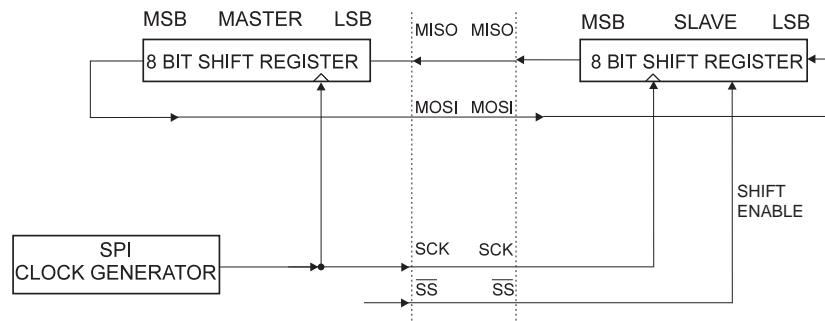 MSB MASTER LSB
MISO MISO
MSB SLAVE LSB
8 BIT SHIFT REGISTER
8 BIT SHIFT REGISTER
MOSI MOSI
SHIFT
ENABLE
SPI
CLOCK GENERATOR
SCK SCK
SS SS